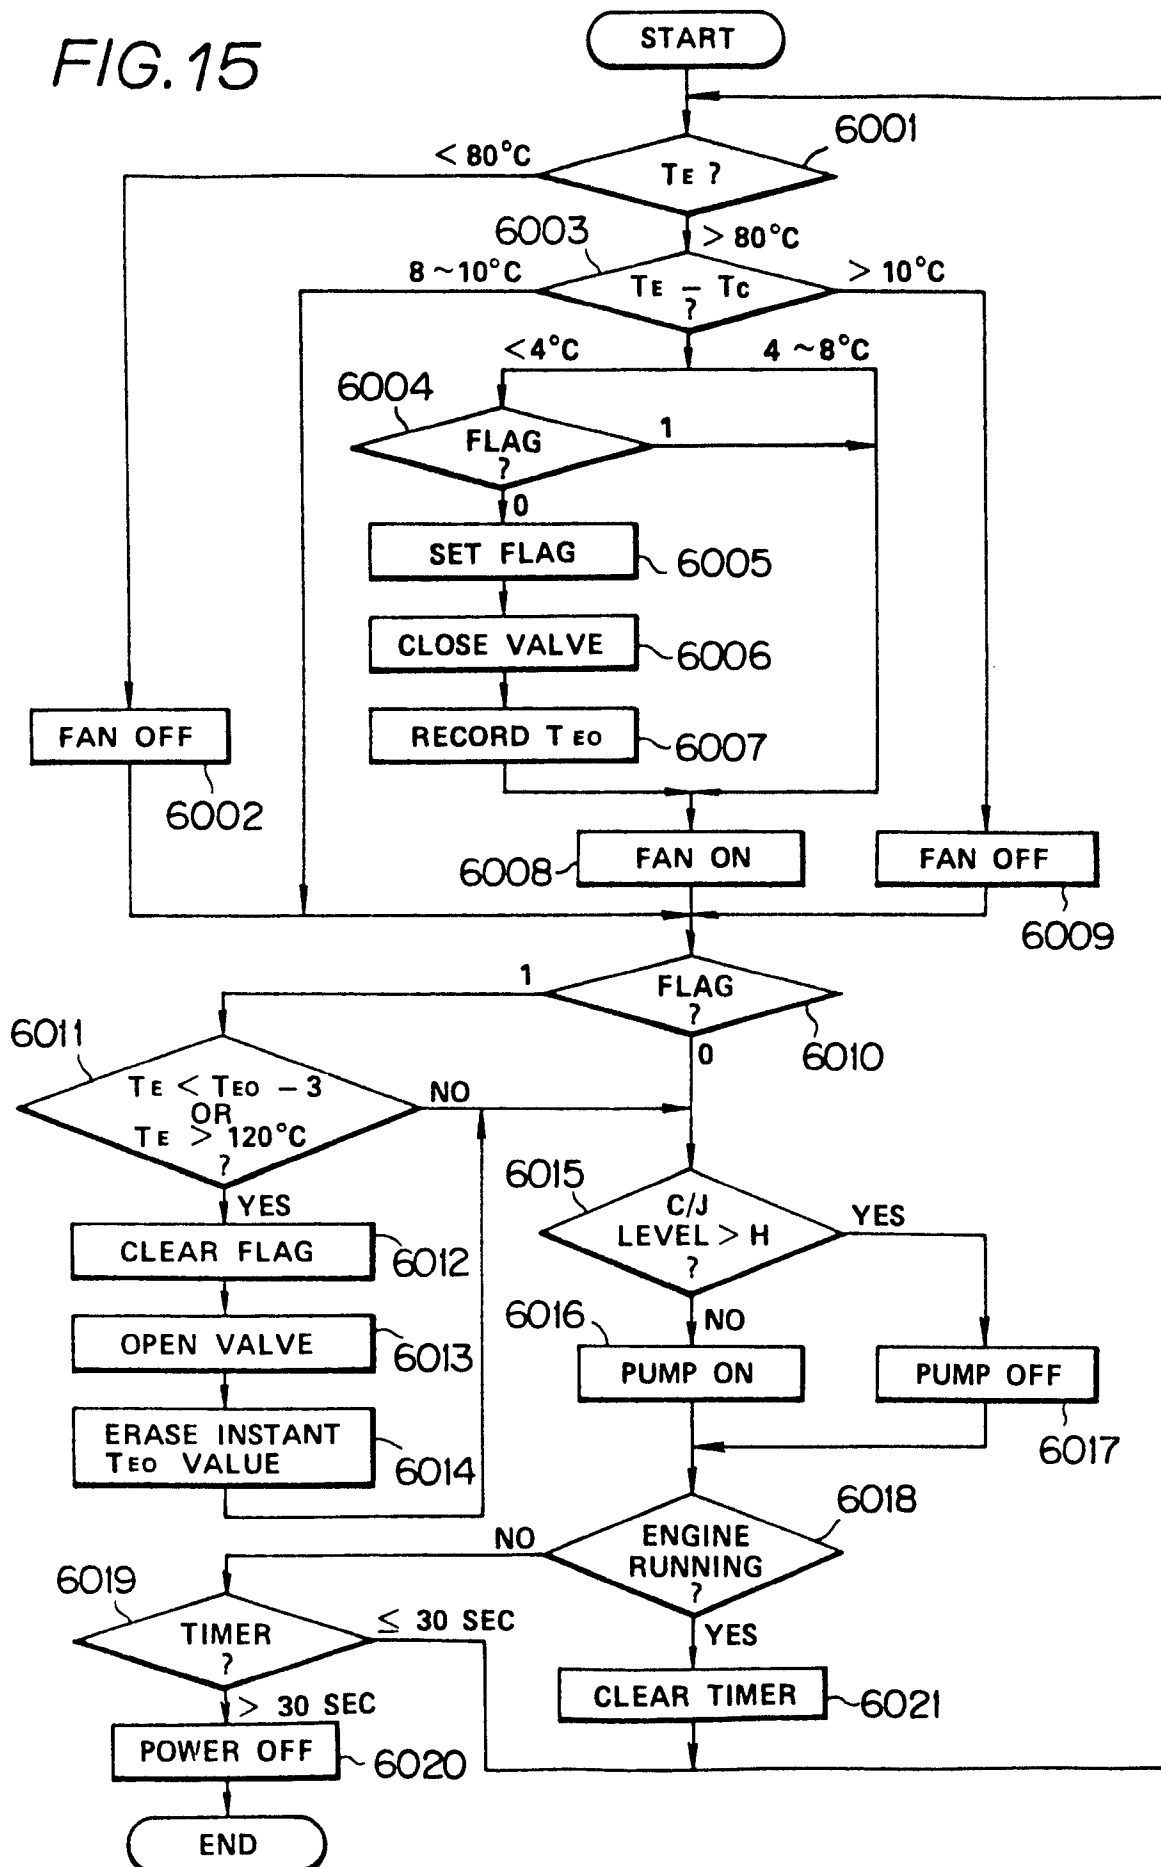 FIG. 15
START
6001
< 80°C
TE ?
> 80°C
6003
8 ~ 10°C
TE - TC
?
> 10°C
< 4°C
4 ~ 8°C
6004
FLAG
?
1
0
SET FLAG
6005
CLOSE VALVE
6006
RECORD TEO
6007
FAN OFF
6002
6008
FAN ON
FAN OFF
6009
1
FLAG
?
6010
0
6011
TE < TEO - 3
OR
TE > 120°C
?
NO
YES
CLEAR FLAG
6012
OPEN VALVE
6013
ERASE INSTANT
TEO VALUE
6014
6015
C/J
LEVEL > H
?
YES
NO
6016
PUMP ON
PUMP OFF
6017
6018
ENGINE
RUNNING
?
NO
YES
6019
TIMER
?
≤ 30 SEC
> 30 SEC
CLEAR TIMER
6021
POWER OFF
6020
END